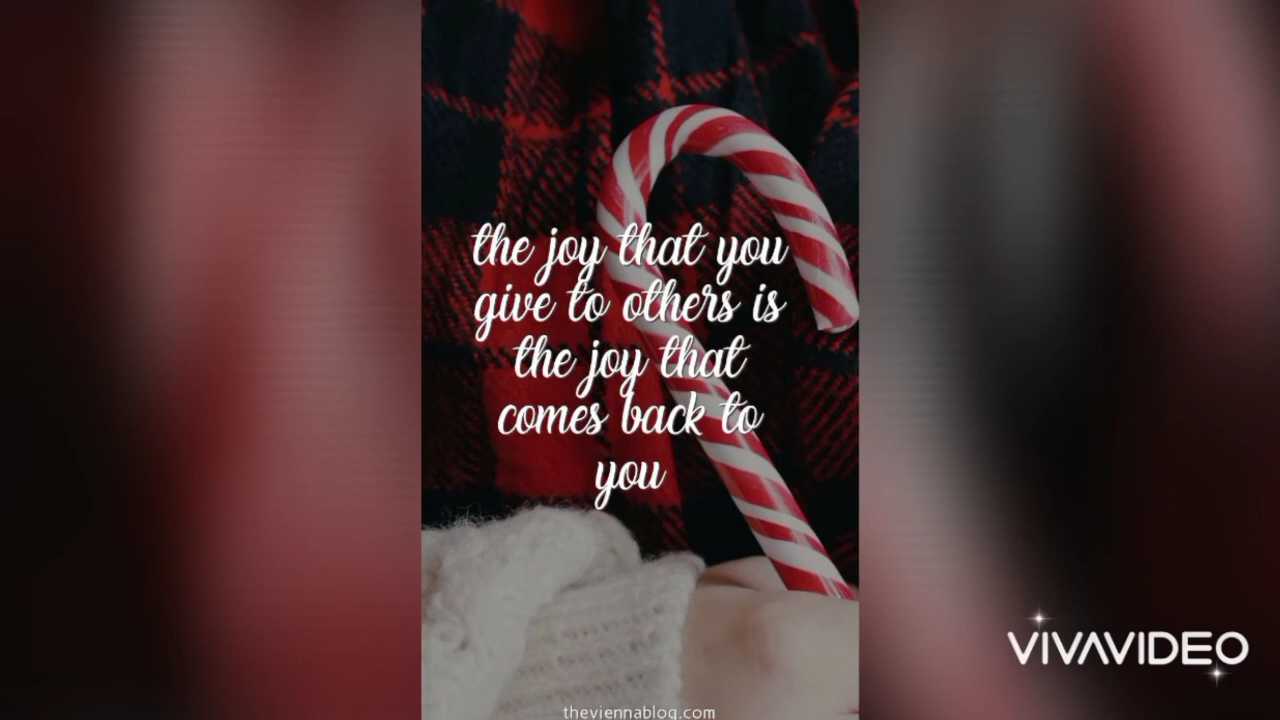 the joy that you
give to others is
the joy that
comes back to
you
VIVAVIDEO
theviennablog.com